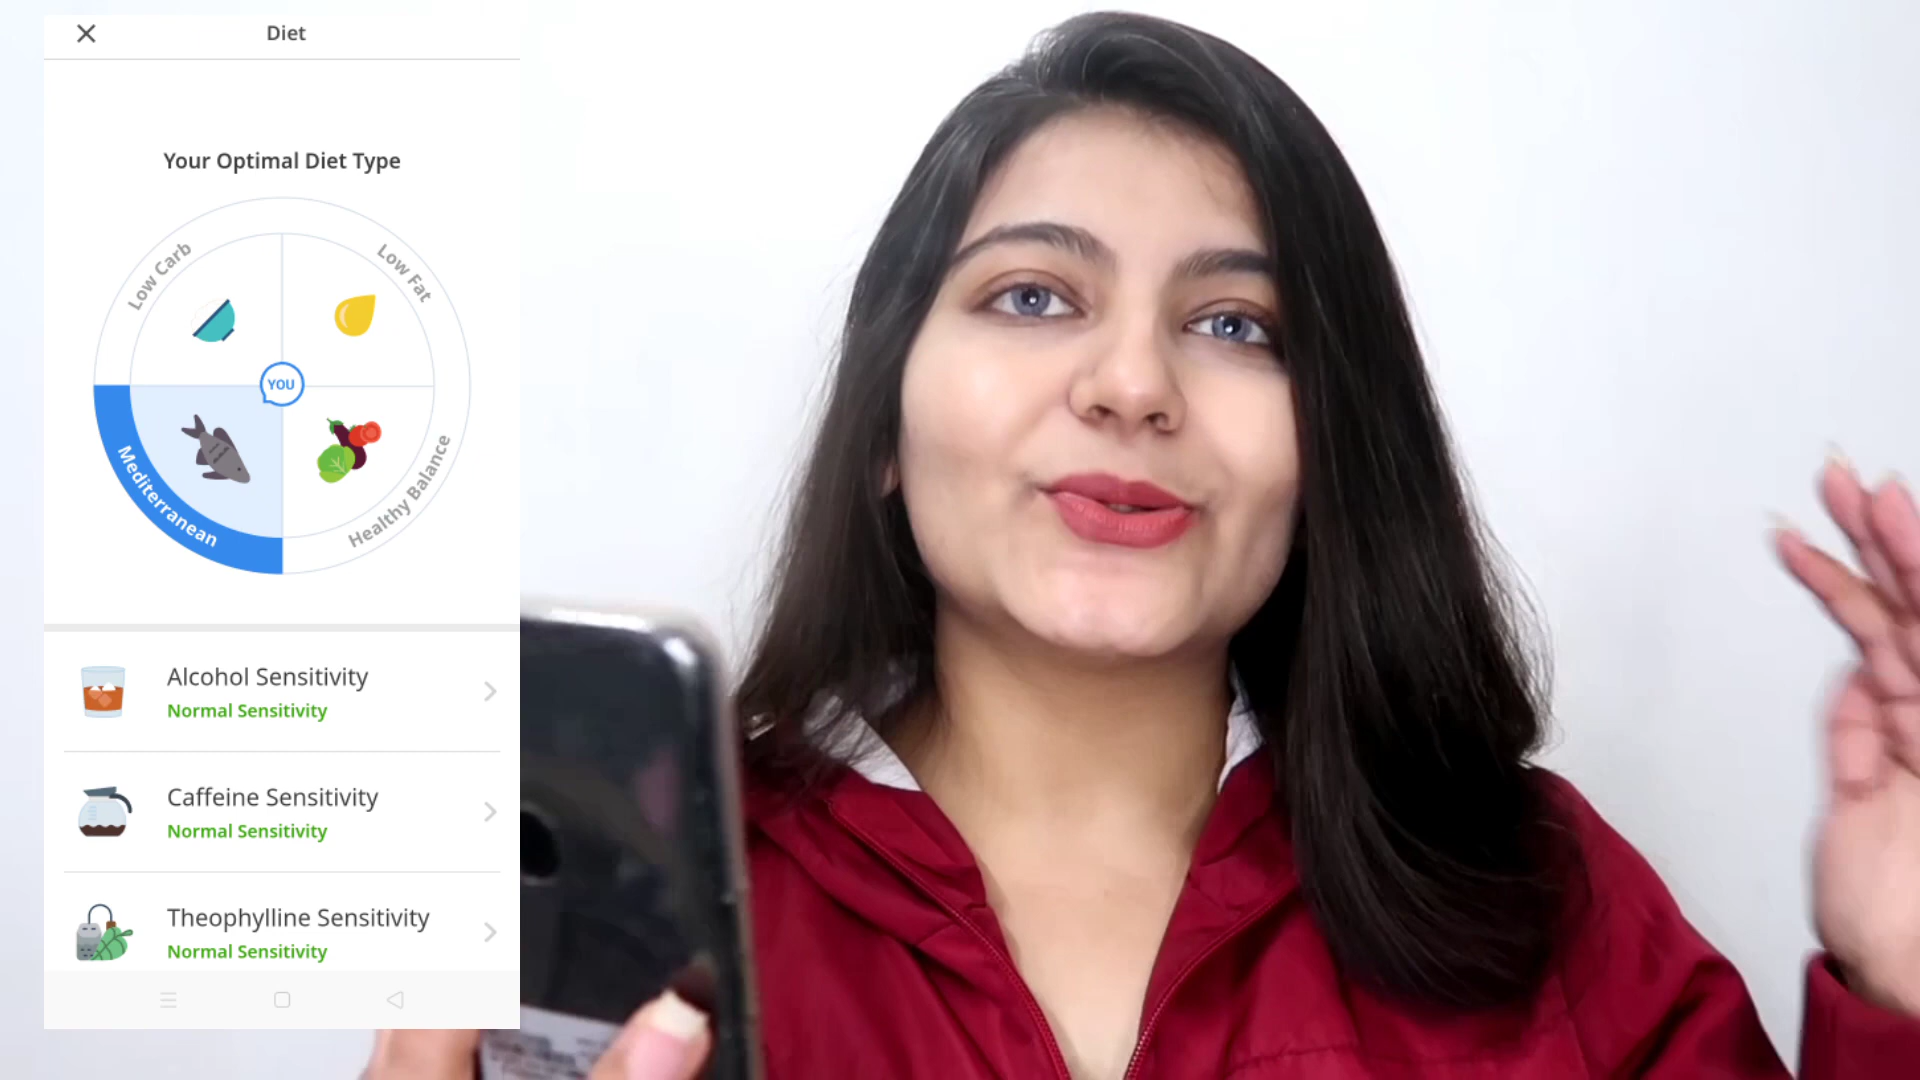 Diet
Your Optimal Diet Type
Low Carb
Low Fat
YOU
Mediterranean
Healthy Balance
Alcohol Sensitivity
Normal Sensitivity
Caffeine Sensitivity
Normal Sensitivity
Theophylline Sensitivity
Normal Sensitivity